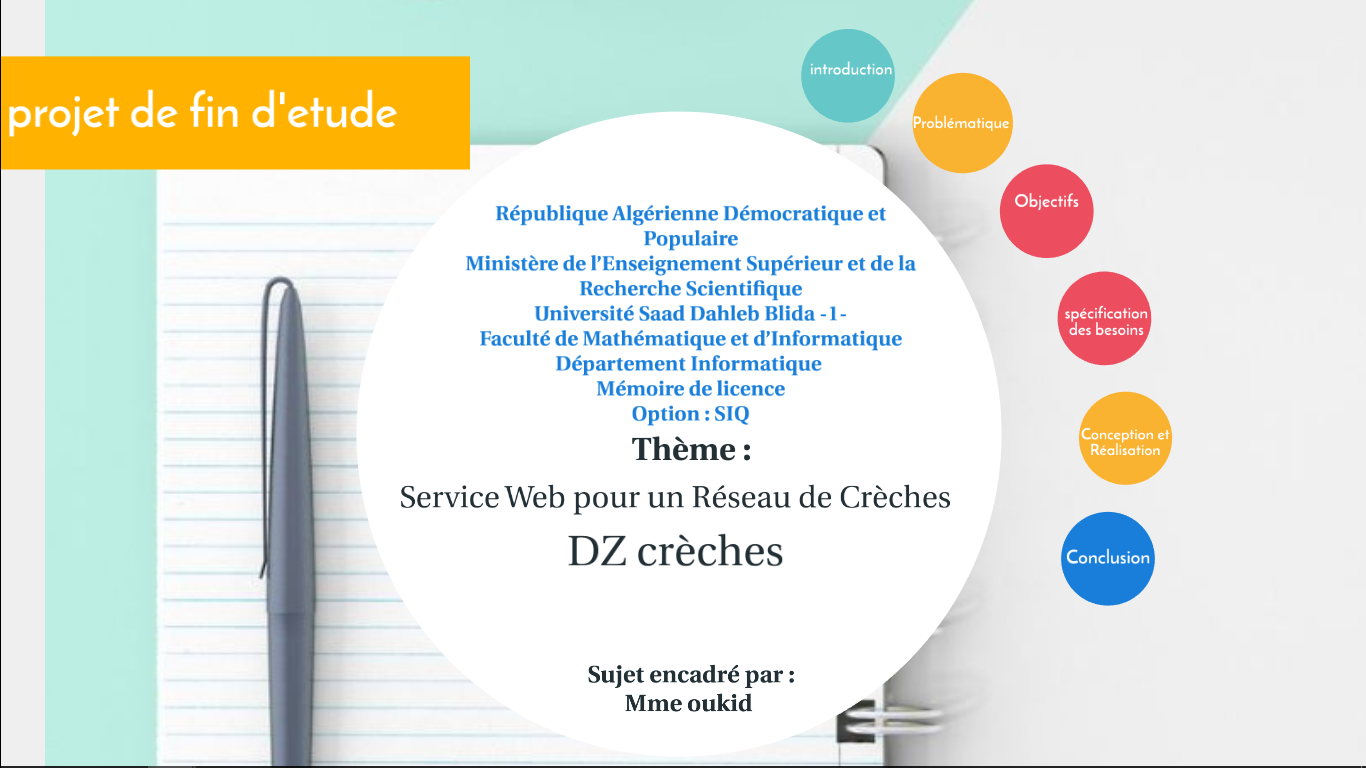 projet de fin d'etude
République Algérienne Démocratique et
Populaire
Ministère de l'Enseignement Supérieur et de la
Recherche Scientifique
Université Saad Dahleb Blida -1-
Faculté de Mathématique et d'Informatique
Département Informatique
Mémoire de licence
Option : SIQ
Thème :
Service Web pour un Réseau de Crèches
DZ crèches
Sujet encadré par :
Mme oukid
introduction
Problématique
Objectifs
spécification
des besoins
Conception et
Réalisation
Conclusion